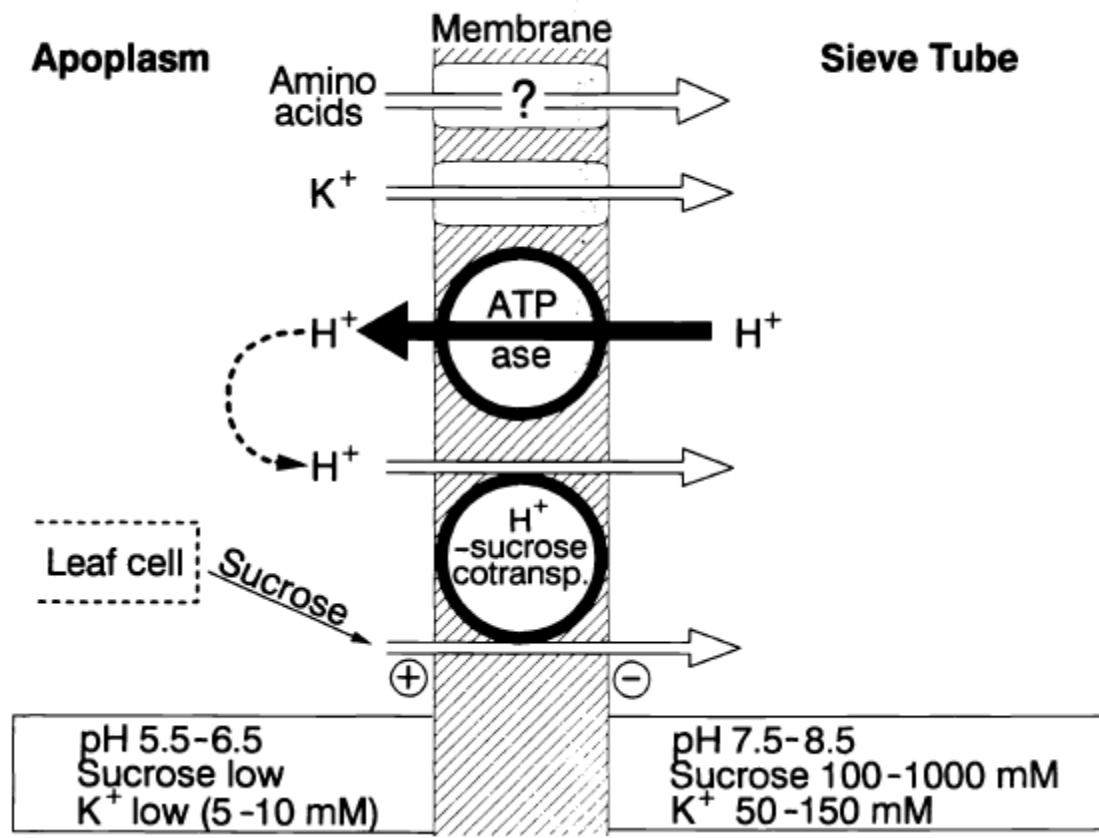 Membrane
Apoplasm
Sieve Tube
Amino
acids
?
K⁺
ATP
ase
H⁺
H⁺
H⁺
H⁺
-sucrose
cotransp.
Leaf cell
Sucrose
+
−
pH 5.5-6.5
Sucrose low
K⁺ low (5-10 mM)
pH 7.5-8.5
Sucrose 100-1000 mM
K⁺ 50-150 mM